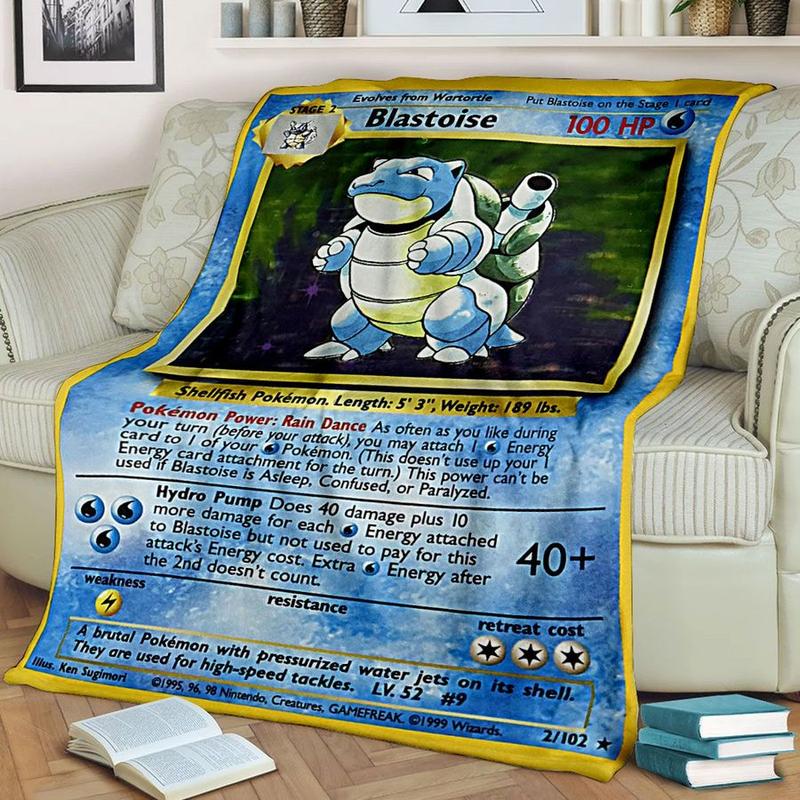 Evolves from Wartortle Put Blastoise on the Stage 1 card
STAGE 2
Blastoise 100 HP
Shellfish Pokémon. Length: 5' 3", Weight: 189 lbs.
Pokémon Power: Rain Dance As often as you like during
your turn (before your attack), you may attach 1 Energy
card to 1 of your Pokémon. (This doesn't use up your 1
Energy card attachment for the turn.) This power can't be
used if Blastoise is Asleep, Confused, or Paralyzed.
Hydro Pump Does 40 damage plus 10
more damage for each Energy attached
to Blastoise but not used to pay for this
attack's Energy cost. Extra Energy after
the 2nd doesn't count.
40+
weakness
resistance
retreat cost
A brutal Pokémon with pressurized water jets on its shell.
They are used for high-speed tackles. LV. 52 #9
Illus. Ken Sugimori
©1995, 96, 98 Nintendo, Creatures, GAMEFREAK. ©1999 Wizards.
2/102 ★